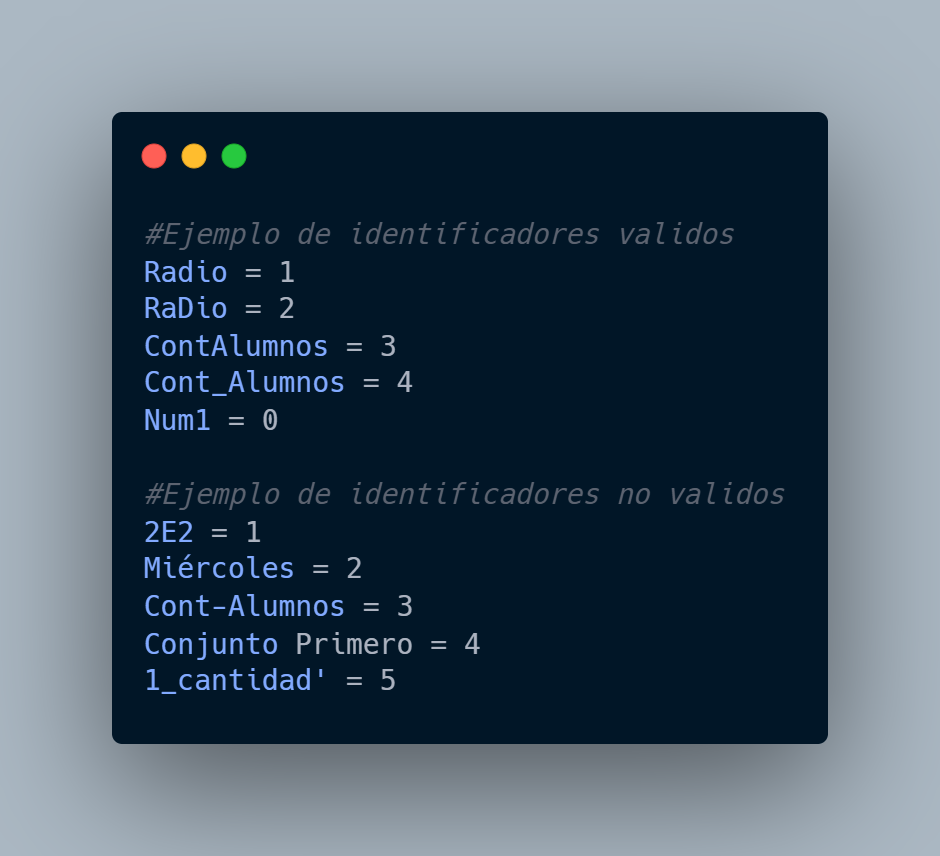 #Ejemplo de identificadores validos
Radio = 1
RaDio = 2
ContAlumnos = 3
Cont_Alumnos = 4
Num1 = 0
#Ejemplo de identificadores no validos
2E2 = 1
Miércoles = 2
Cont-Alumnos = 3
Conjunto Primero = 4
1_cantidad' = 5